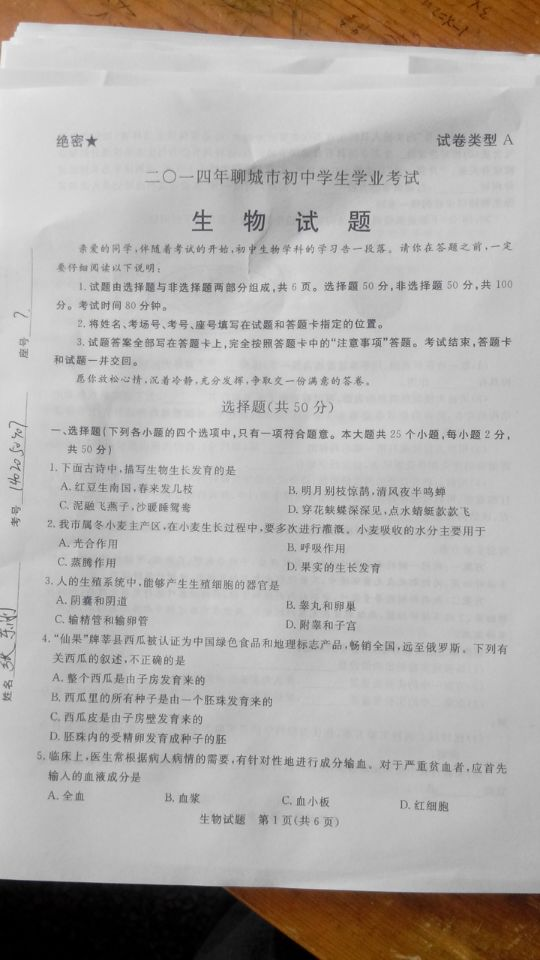 绝密★
试卷类型 A
二〇一四年聊城市初中学生学业考试
生 物 试 题
亲爱的同学,伴随着考试的开始,初中生物学科的学习告一段落。请你在答题之前,一定
要仔细阅读以下说明:
1.试题由选择题与非选择题两部分组成,共 6 页。选择题 50 分,非选择题 50 分,共 100
分。考试时间 80 分钟。
2.将姓名、考场号、考号、座号填写在试题和答题卡指定的位置。
3.试题答案全部写在答题卡上,完全按照答题卡中的“注意事项”答题。考试结束,答题卡
和试题一并交回。
愿你放松心情,沉着冷静,充分发挥,争取交一份满意的答卷。
选择题(共 50 分)
一、选择题(下列各小题的四个选项中,只有一项符合题意。本大题共 25 个小题,每小题 2 分,
共 50 分)
1.下面古诗中,描写生物生长发育的是
A.红豆生南国,春来发几枝
B.明月别枝惊鹊,清风夜半鸣蝉
C.泥融飞燕子,沙暖睡鸳鸯
D.穿花蛱蝶深深见,点水蜻蜓款款飞
2.我市属冬小麦主产区,在小麦生长过程中,要多次进行灌溉。小麦吸收的水分主要用于
A.光合作用
B.呼吸作用
C.蒸腾作用
D.果实的生长发育
3.人的生殖系统中,能够产生生殖细胞的器官是
A.阴囊和阴道
B.睾丸和卵巢
C.输精管和输卵管
D.附睾和子宫
4.“仙果”牌莘县西瓜被认证为中国绿色食品和地理标志产品,畅销全国,远至俄罗斯。下列有
关西瓜的叙述,不正确的是
A.整个西瓜是由子房发育来的
B.西瓜里的所有种子是由一个胚珠发育来的
C.西瓜皮是由子房壁发育来的
D.胚珠内的受精卵发育成种子的胚
5.临床上,医生常根据病人病情的需要,有针对性地进行成分输血。对于严重贫血者,应首先
输入的血液成分是
A.全血
B.血浆
C.血小板
D.红细胞
生物试题 第 1 页(共 6 页)
座号
考号
姓名